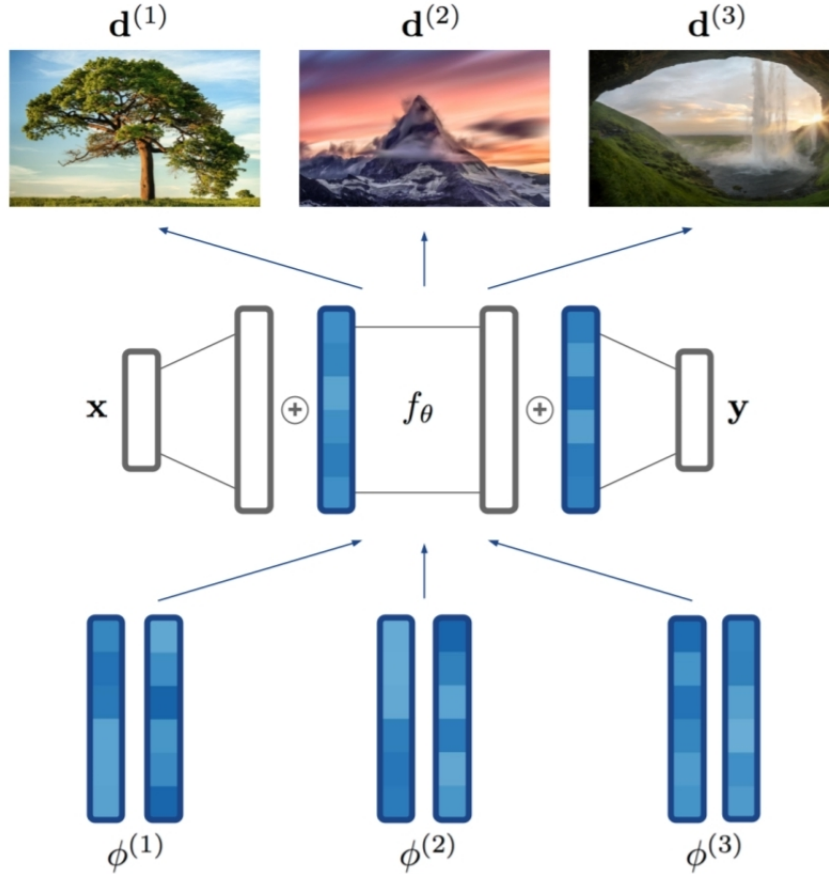 d^(1) d^(2) d^(3)
x ⊕ f_θ ⊕ y
ϕ^(1) ϕ^(2) ϕ^(3)